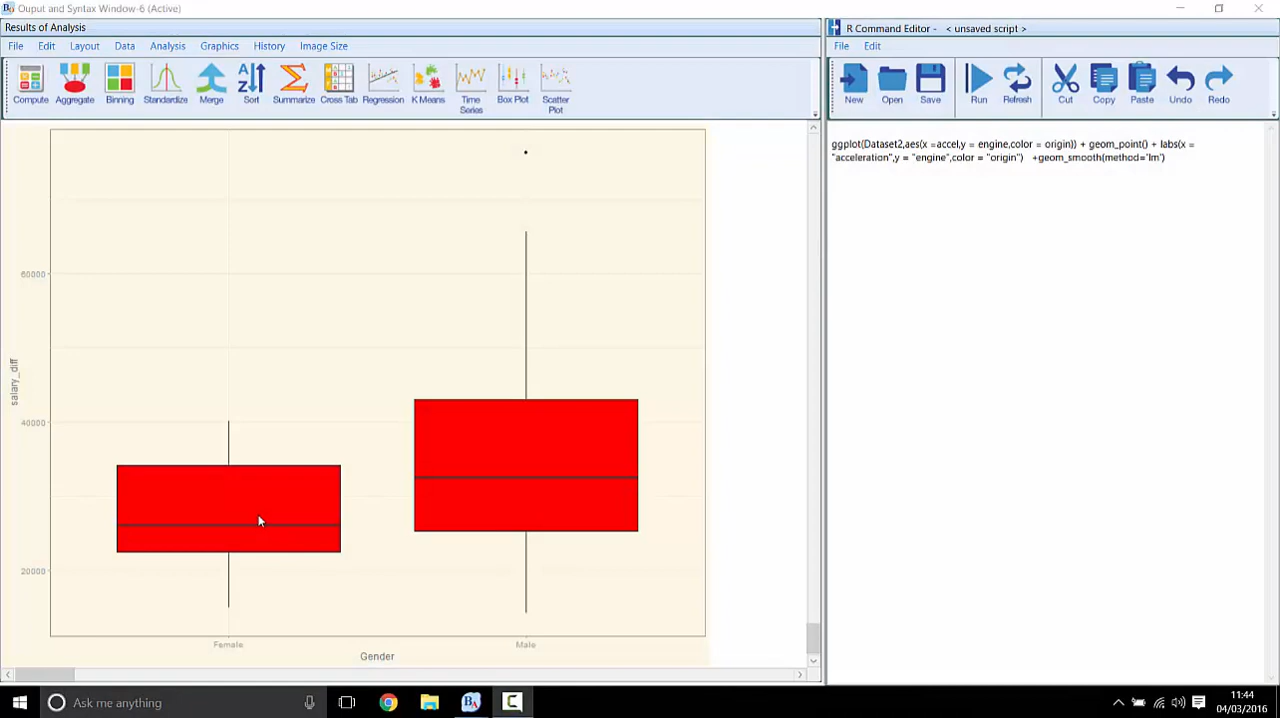 Ouput and Syntax Window-6 (Active)
Results of Analysis
File Edit Layout Data Analysis Graphics History Image Size
Compute Aggregate Binning Standardize Merge Sort Summarize Cross Tab Regression K Means Time Series Box Plot Scatter Plot
60000
40000
20000
salary_diff
Female Male
Gender
R Command Editor - < unsaved script >
File Edit
New Open Save Run Refresh Cut Copy Paste Undo Redo
ggplot(Dataset2,aes(x =accel,y = engine,color = origin)) + geom_point() + labs(x =
"acceleration",y = "engine",color = "origin") +geom_smooth(method='lm')
Ask me anything
11:44
04/03/2016